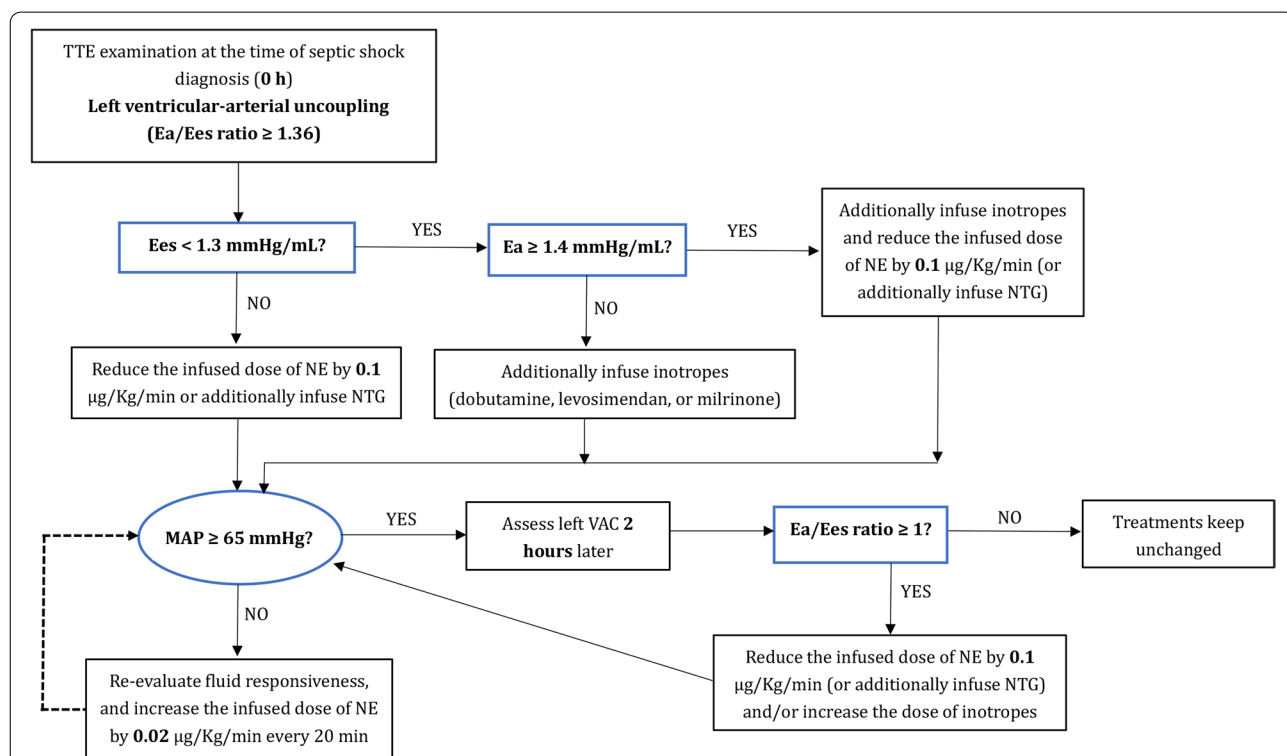 TTE examination at the time of septic shock
diagnosis (0 h)
Left ventricular-arterial uncoupling
(Ea/Ees ratio ≥ 1.36)
Ees < 1.3 mmHg/mL?
YES
Ea ≥ 1.4 mmHg/mL?
YES
Additionally infuse inotropes
and reduce the infused dose
of NE by 0.1 μg/Kg/min (or
additionally infuse NTG)
NO
NO
Reduce the infused dose of NE by 0.1
μg/Kg/min or additionally infuse NTG
Additionally infuse inotropes
(dobutamine, levosimendan, or milrinone)
MAP ≥ 65 mmHg?
YES
Assess left VAC 2
hours later
Ea/Ees ratio ≥ 1?
NO
Treatments keep
unchanged
NO
YES
Re-evaluate fluid responsiveness,
and increase the infused dose of NE
by 0.02 μg/Kg/min every 20 min
Reduce the infused dose of NE by 0.1
μg/Kg/min (or additionally infuse NTG)
and/or increase the dose of inotropes